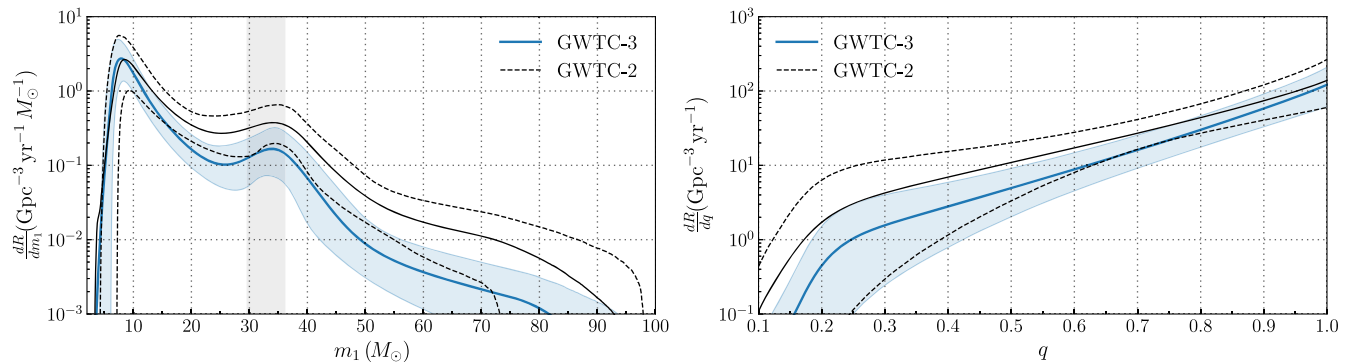 10^1
10^0
10^-1
10^-2
10^-3
dR/dm_1 (Gpc^-3 yr^-1 M_⊙^-1)
GWTC-3
GWTC-2
10 20 30 40 50 60 70 80 90 100
m_1 (M_⊙)
10^3
10^2
10^1
10^0
10^-1
dR/dq (Gpc^-3 yr^-1)
GWTC-3
GWTC-2
0.1 0.2 0.3 0.4 0.5 0.6 0.7 0.8 0.9 1.0
q